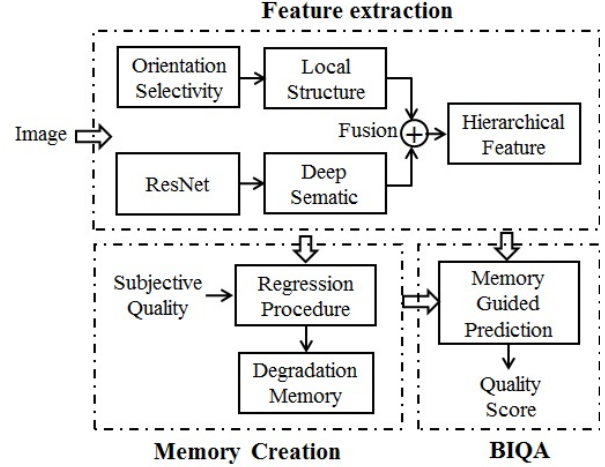 Feature extraction
Orientation
Selectivity
Local
Structure
Image
Fusion
+
Hierarchical
Feature
ResNet
Deep
Sematic
Subjective
Quality
Regression
Procedure
Degradation
Memory
Memory
Guided
Prediction
Quality
Score
Memory Creation
BIQA